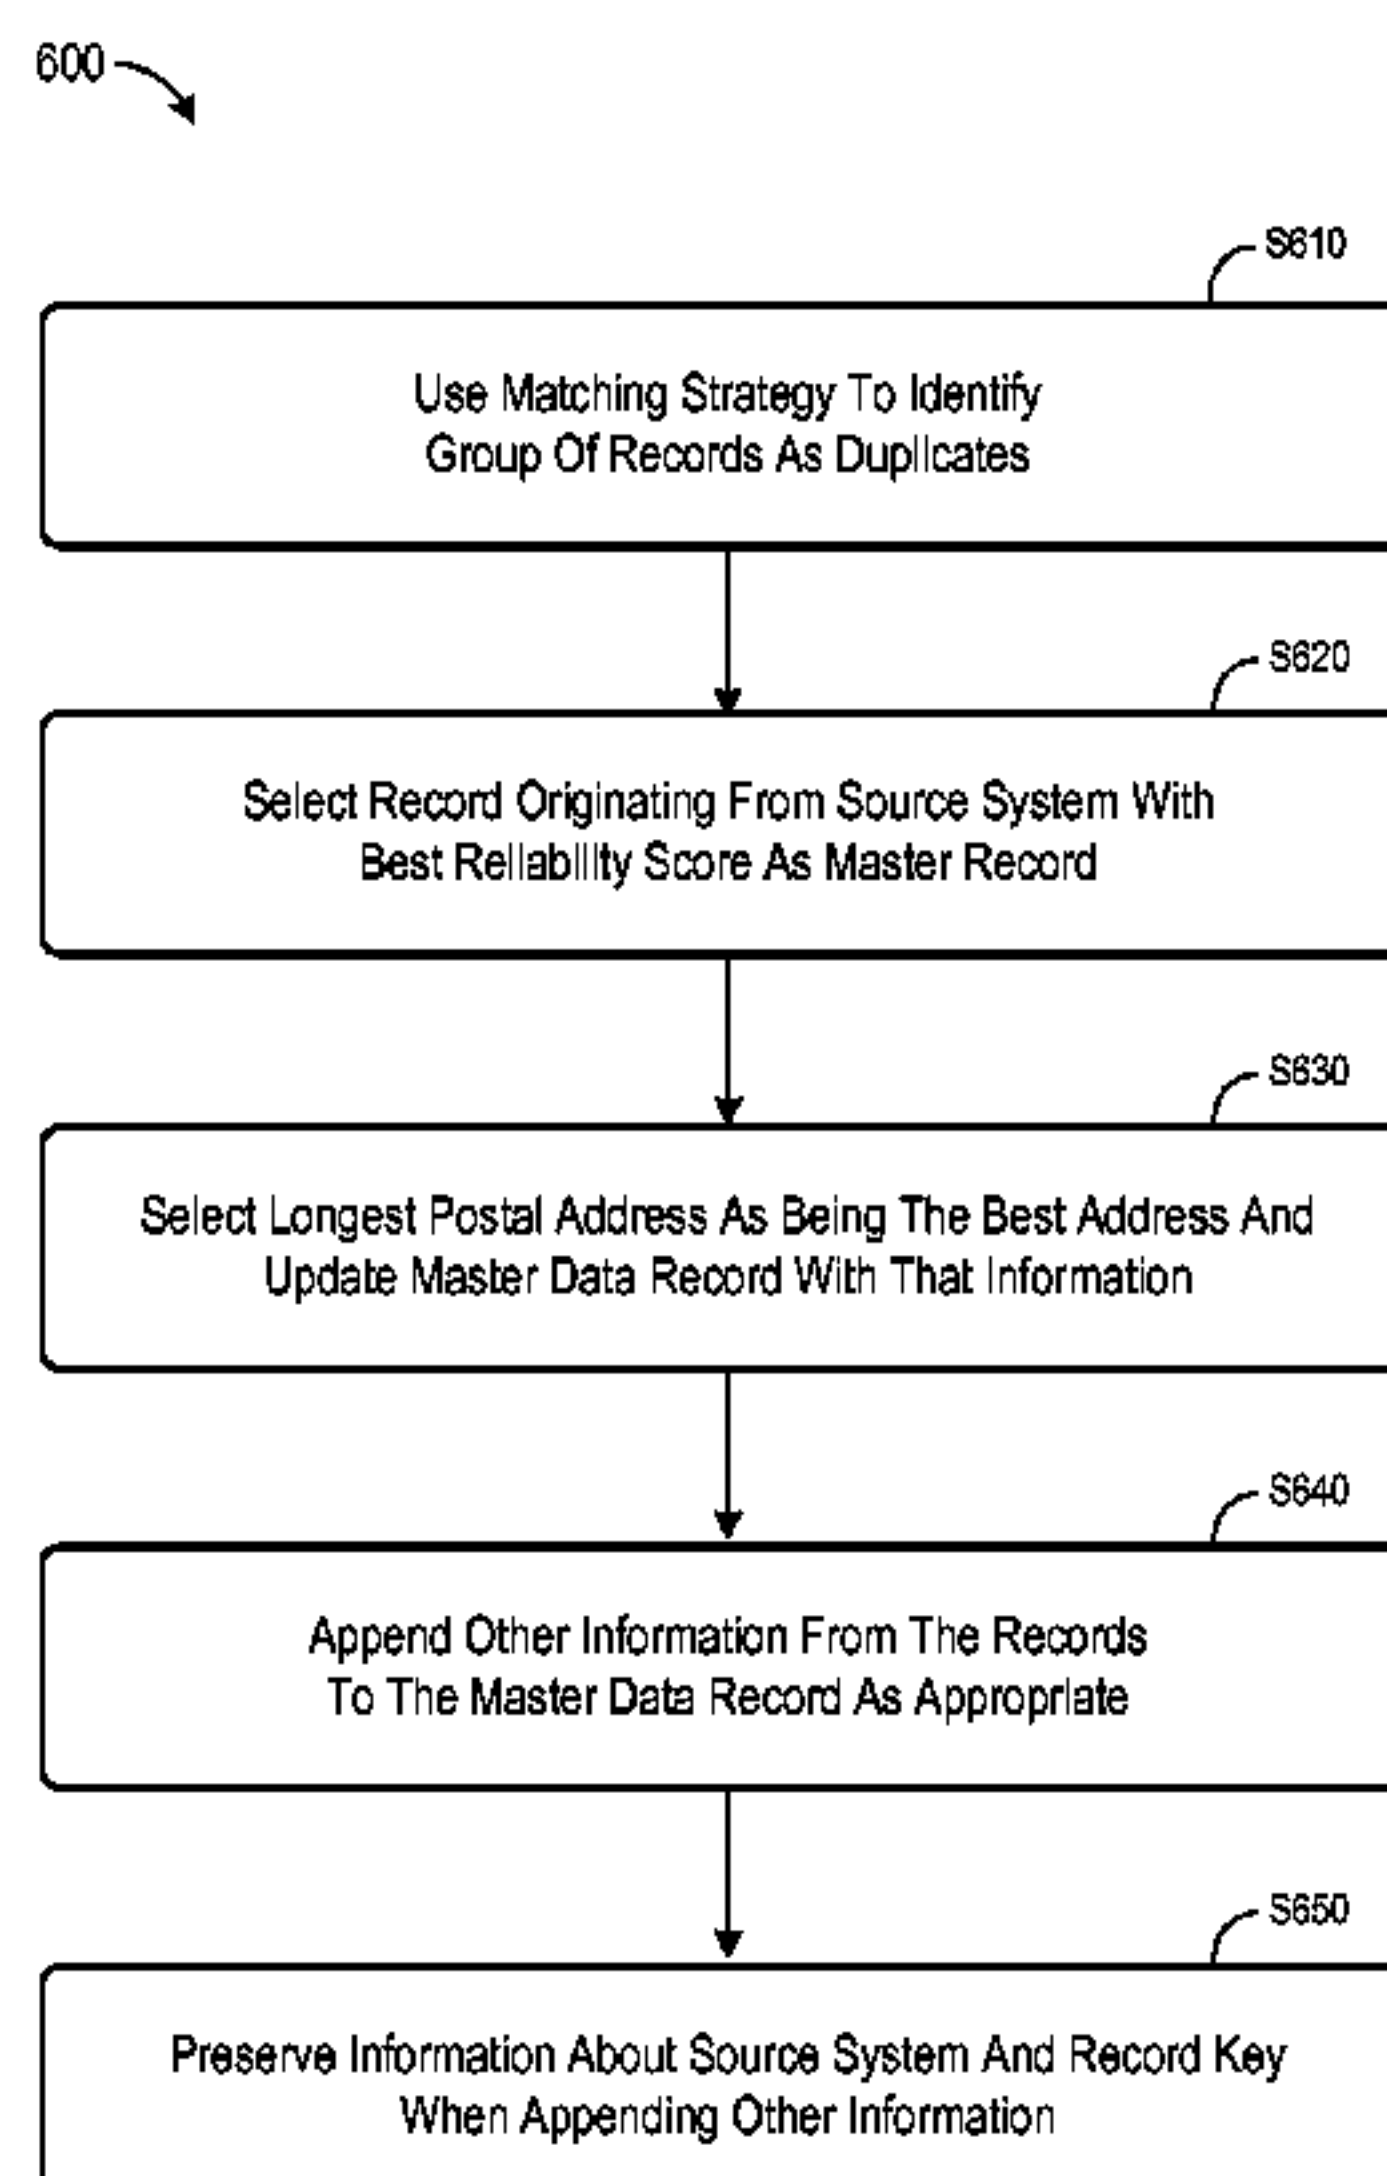 600
S610
Use Matching Strategy To Identify
Group Of Records As Duplicates
S620
Select Record Originating From Source System With
Best Reliability Score As Master Record
S630
Select Longest Postal Address As Being The Best Address And
Update Master Data Record With That Information
S640
Append Other Information From The Records
To The Master Data Record As Appropriate
S650
Preserve Information About Source System And Record Key
When Appending Other Information